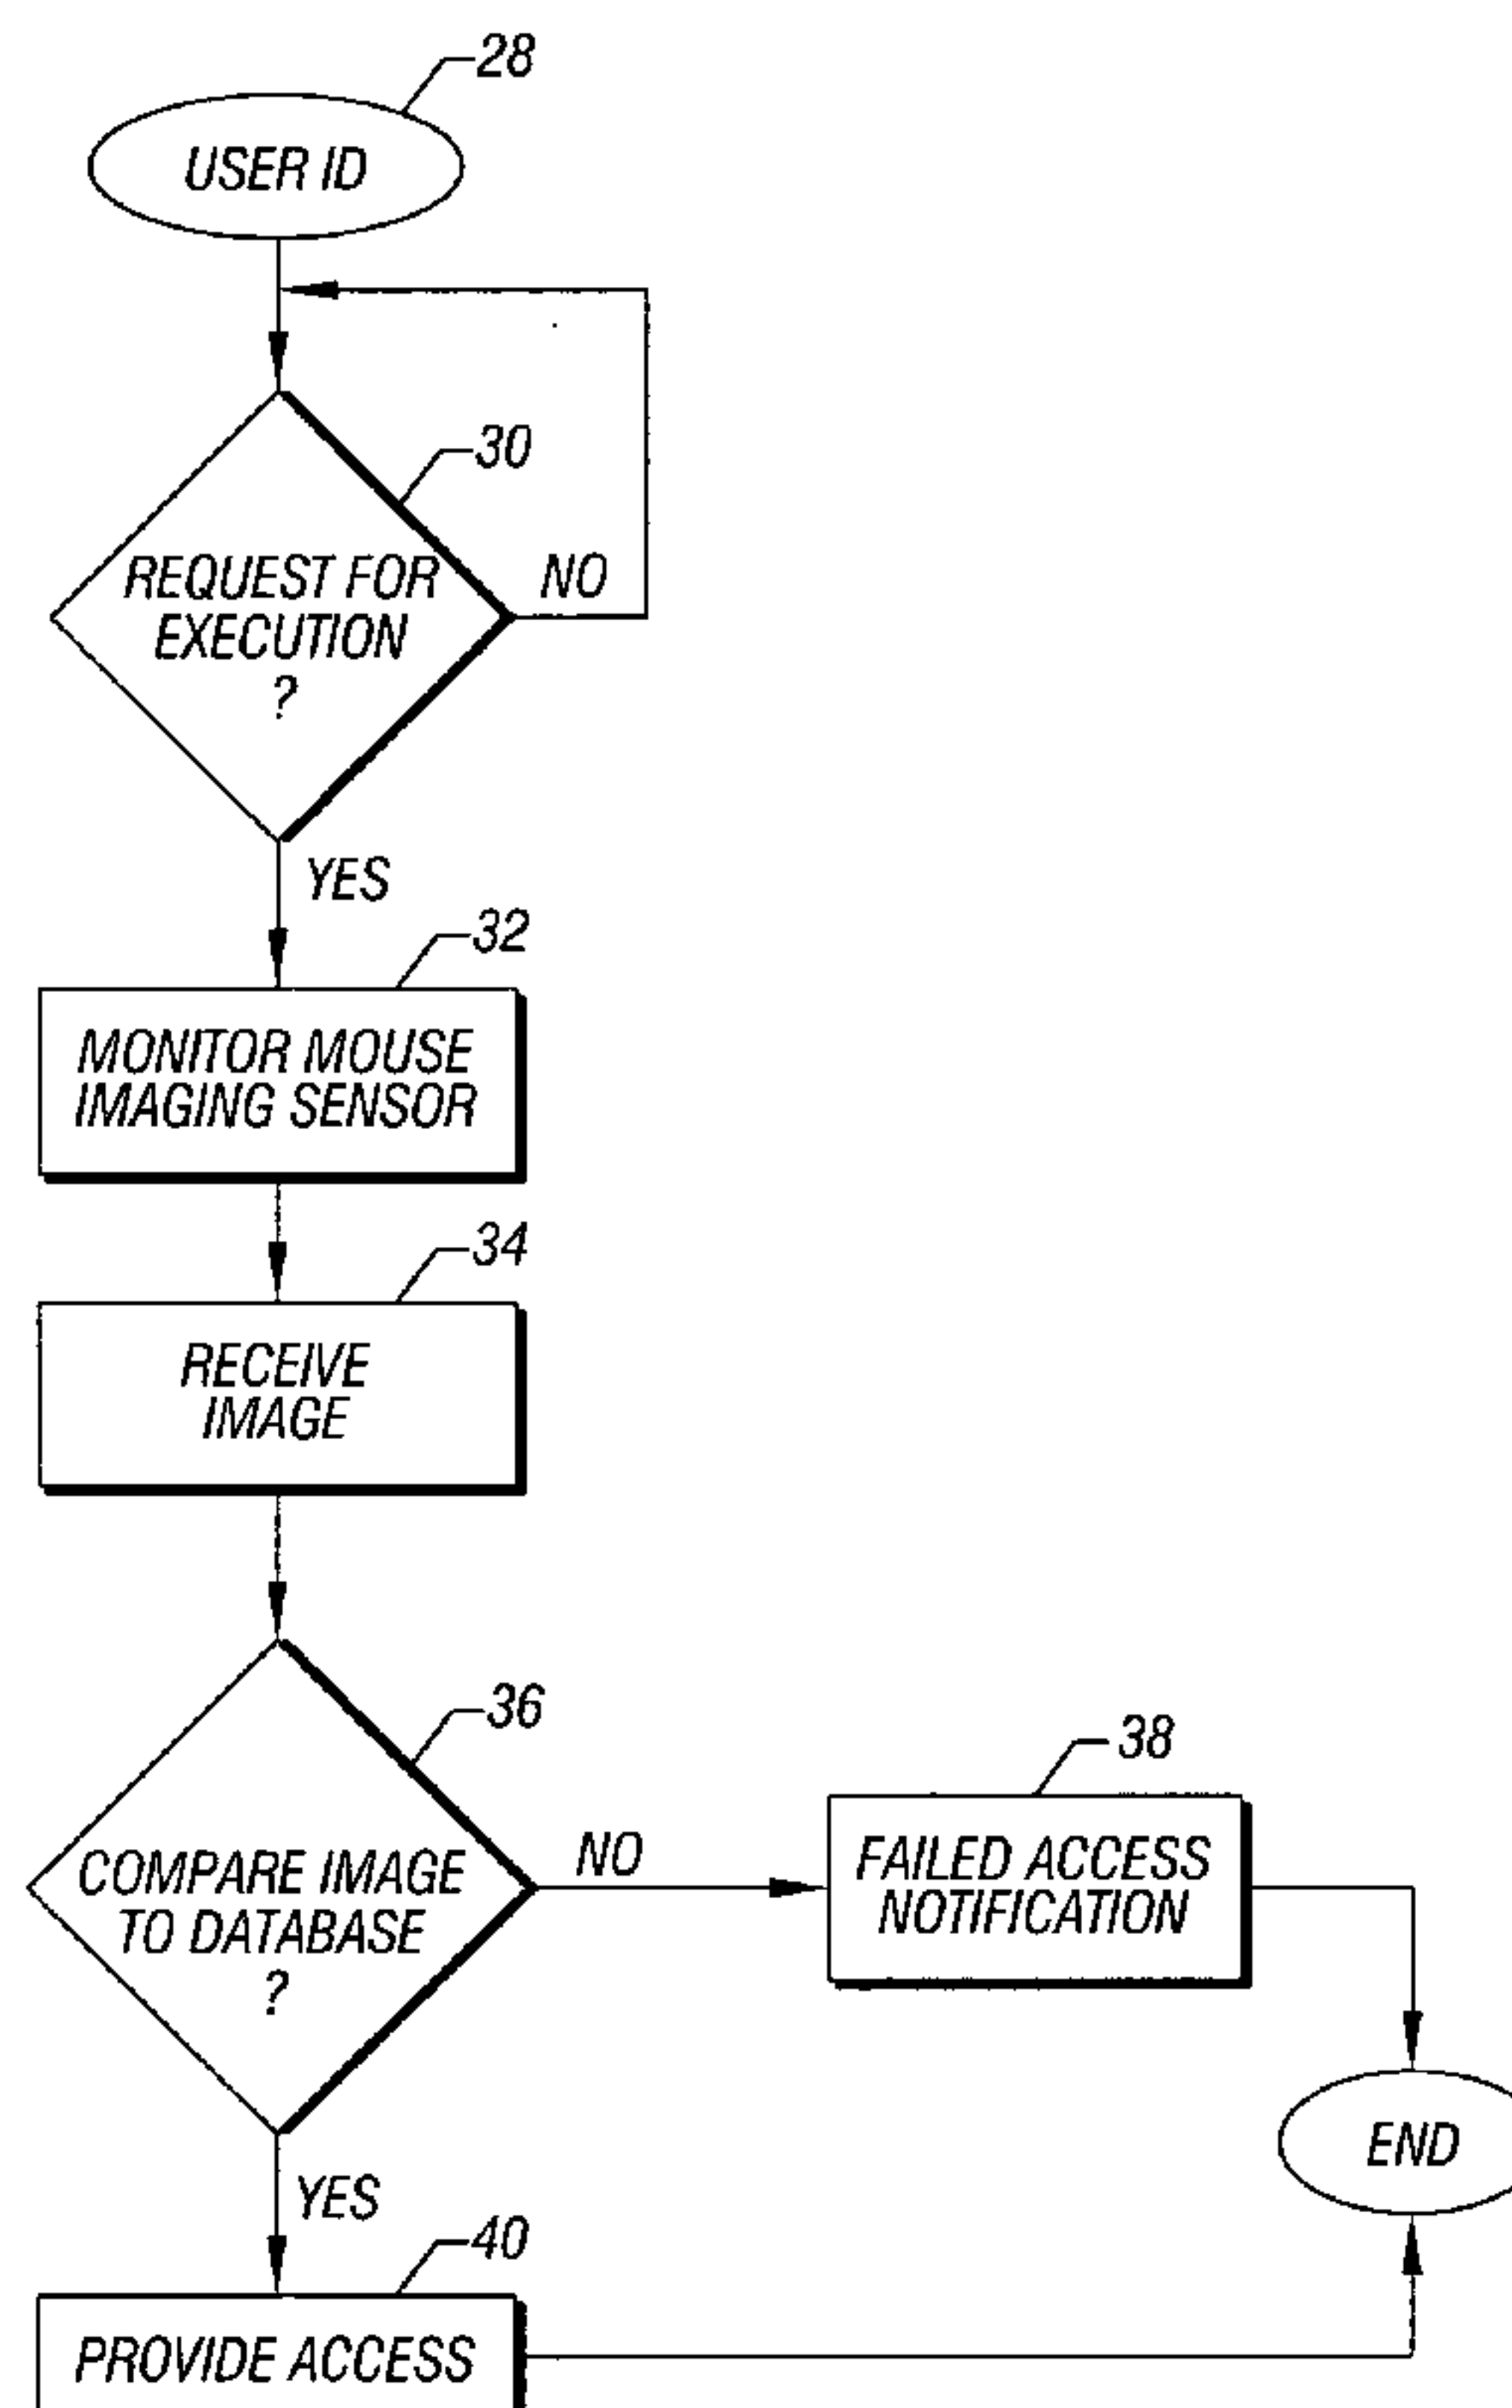 28
USER ID
30
REQUEST FOR
EXECUTION
?
NO
YES
32
MONITOR MOUSE
IMAGING SENSOR
34
RECEIVE
IMAGE
36
COMPARE IMAGE
TO DATABASE
?
NO
38
FAILED ACCESS
NOTIFICATION
END
YES
40
PROVIDE ACCESS